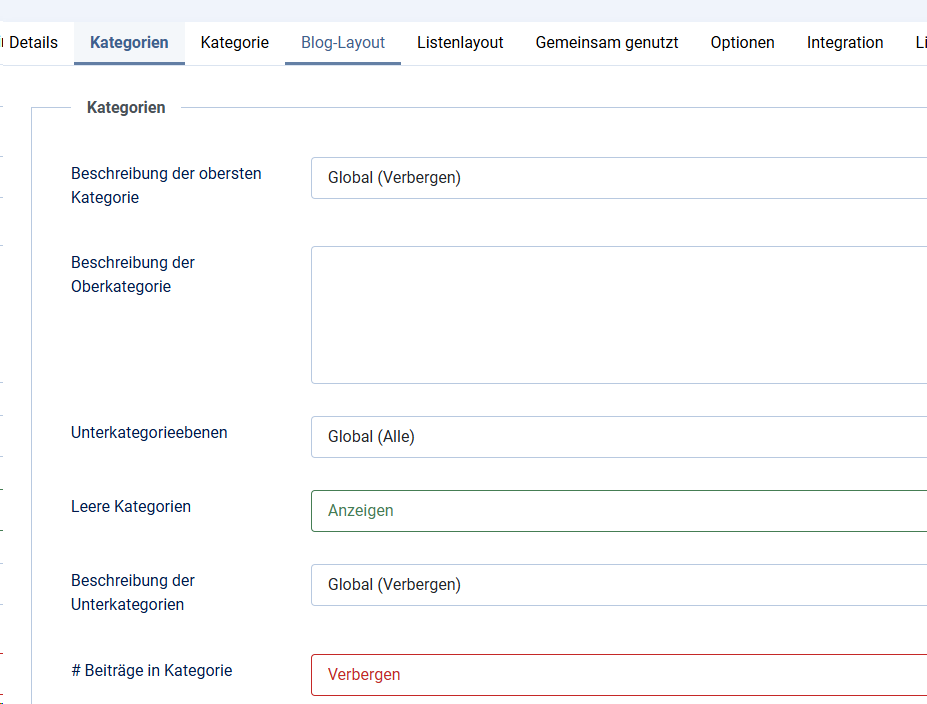 Details Kategorien Kategorie Blog-Layout Listenlayout Gemeinsam genutzt Optionen Integration
Kategorien
Beschreibung der obersten
Kategorie
Global (Verbergen)
Beschreibung der
Oberkategorie
Unterkategorieebenen
Global (Alle)
Leere Kategorien
Anzeigen
Beschreibung der
Unterkategorien
Global (Verbergen)
# Beiträge in Kategorie
Verbergen